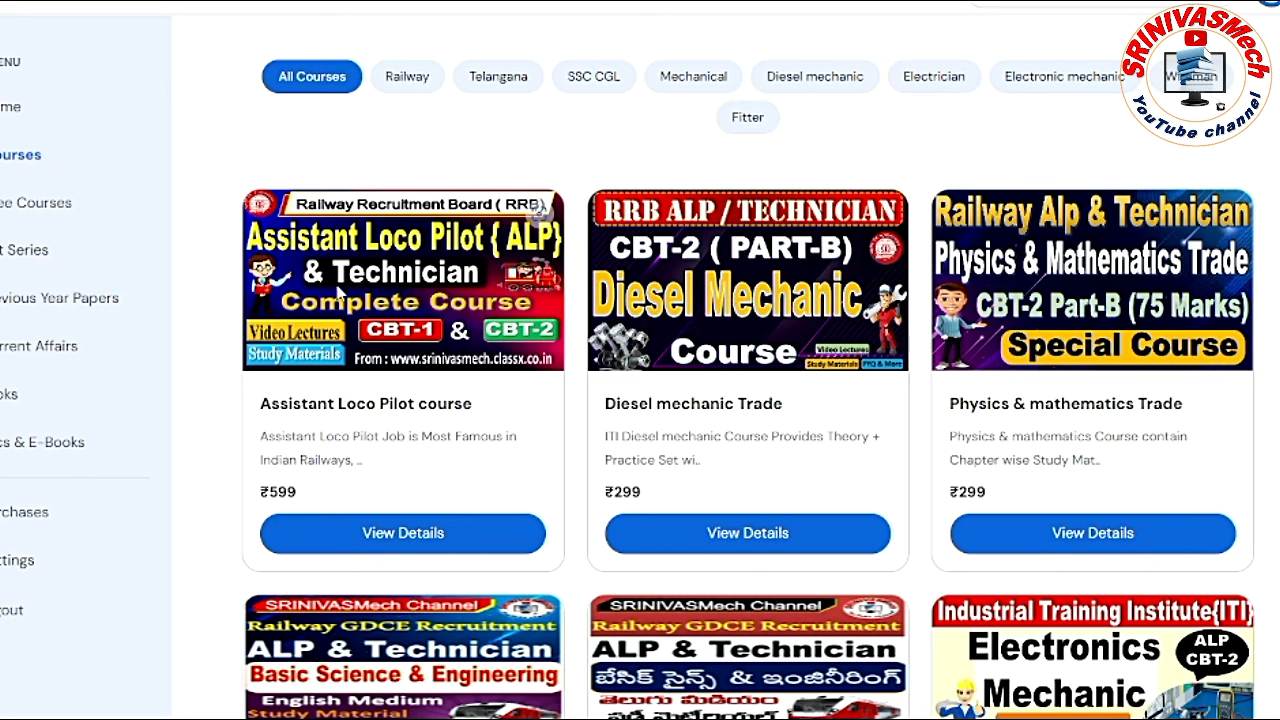 ENU
me
ourses
ee Courses
t Series
evious Year Papers
rrent Affairs
oks
cs & E-Books
rchases
ttings
gout
All Courses
Railway
Telangana
SSC CGL
Mechanical
Diesel mechanic
Electrician
Electronic mechanic
Fitter
SRINIVASMech
YouTube channel
Railway Recruitment Board ( RRB)
Assistant Loco Pilot { ALP}
& Technician
Complete Course
Video Lectures
CBT-1 & CBT-2
Study Materials
From : www.srinivasmech.classx.co.in
Assistant Loco Pilot course
Assistant Loco Pilot Job is Most Famous in
Indian Railways, ..
₹599
View Details
RRB ALP / TECHNICIAN
CBT-2 ( PART-B)
Diesel Mechanic
Course
Video Lectures
Study Materials
PYQ & More
Diesel mechanic Trade
ITI Diesel mechanic Course Provides Theory +
Practice Set wi..
₹299
View Details
Railway Alp & Technician
Physics & Mathematics Trade
CBT-2 Part-B (75 Marks)
Special Course
Physics & mathematics Trade
Physics & mathematics Course contain
Chapter wise Study Mat..
₹299
View Details
SRINIVASMech Channel
Railway GDCE Recruitment
ALP & Technician
Basic Science & Engineering
English Medium
Study Material
SRINIVASMech Channel
Railway GDCE Recruitment
ALP & Technician
బేసిక్ సైన్స్ & ఇంజినీరింగ్
తెలుగు మీడియం
స్టడీ మెటీరియల్
Industrial Training Institute{ITI}
Electronics
Mechanic
ALP
CBT-2